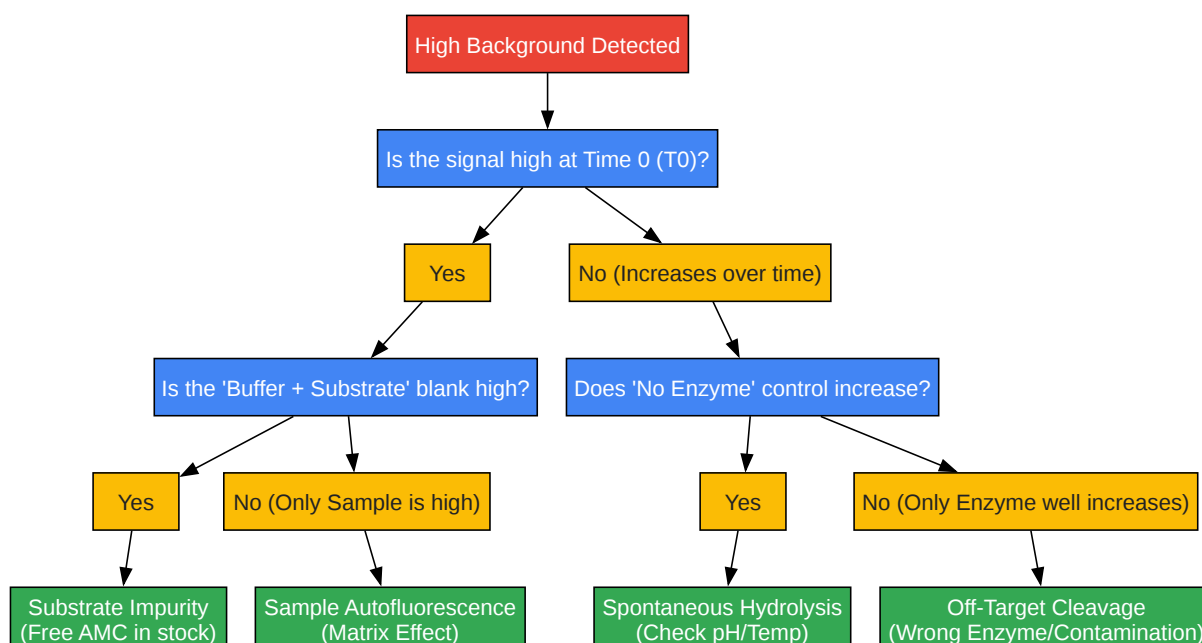 High Background Detected
Is the signal high at Time 0 (T0)?
Yes
No (Increases over time)
Is the 'Buffer + Substrate' blank high?
Does 'No Enzyme' control increase?
Yes
No (Only Sample is high)
Yes
No (Only Enzyme well increases)
Substrate Impurity
(Free AMC in stock)
Sample Autofluorescence
(Matrix Effect)
Spontaneous Hydrolysis
(Check pH/Temp)
Off-Target Cleavage
(Wrong Enzyme/Contamination)